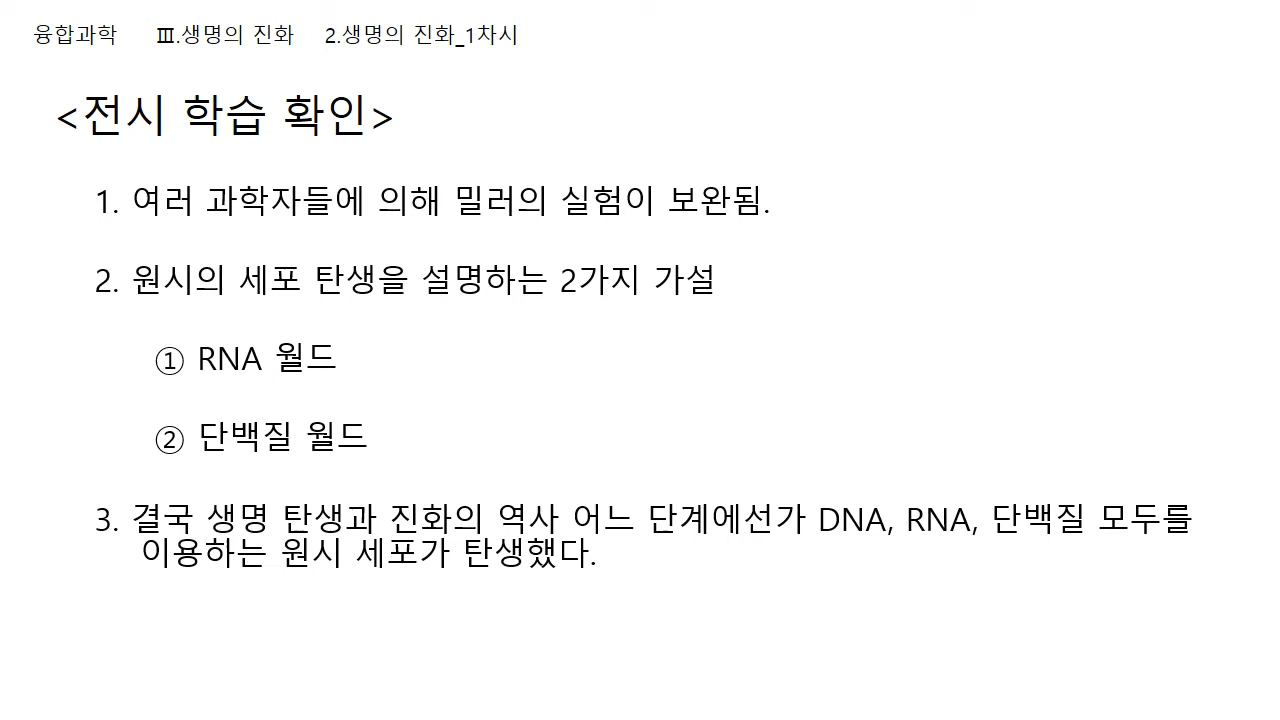 융합과학 Ⅲ.생명의 진화 2.생명의 진화_1차시
<전시 학습 확인>
1. 여러 과학자들에 의해 밀러의 실험이 보완됨.
2. 원시의 세포 탄생을 설명하는 2가지 가설
① RNA 월드
② 단백질 월드
3. 결국 생명 탄생과 진화의 역사 어느 단계에선가 DNA, RNA, 단백질 모두를
이용하는 원시 세포가 탄생했다.